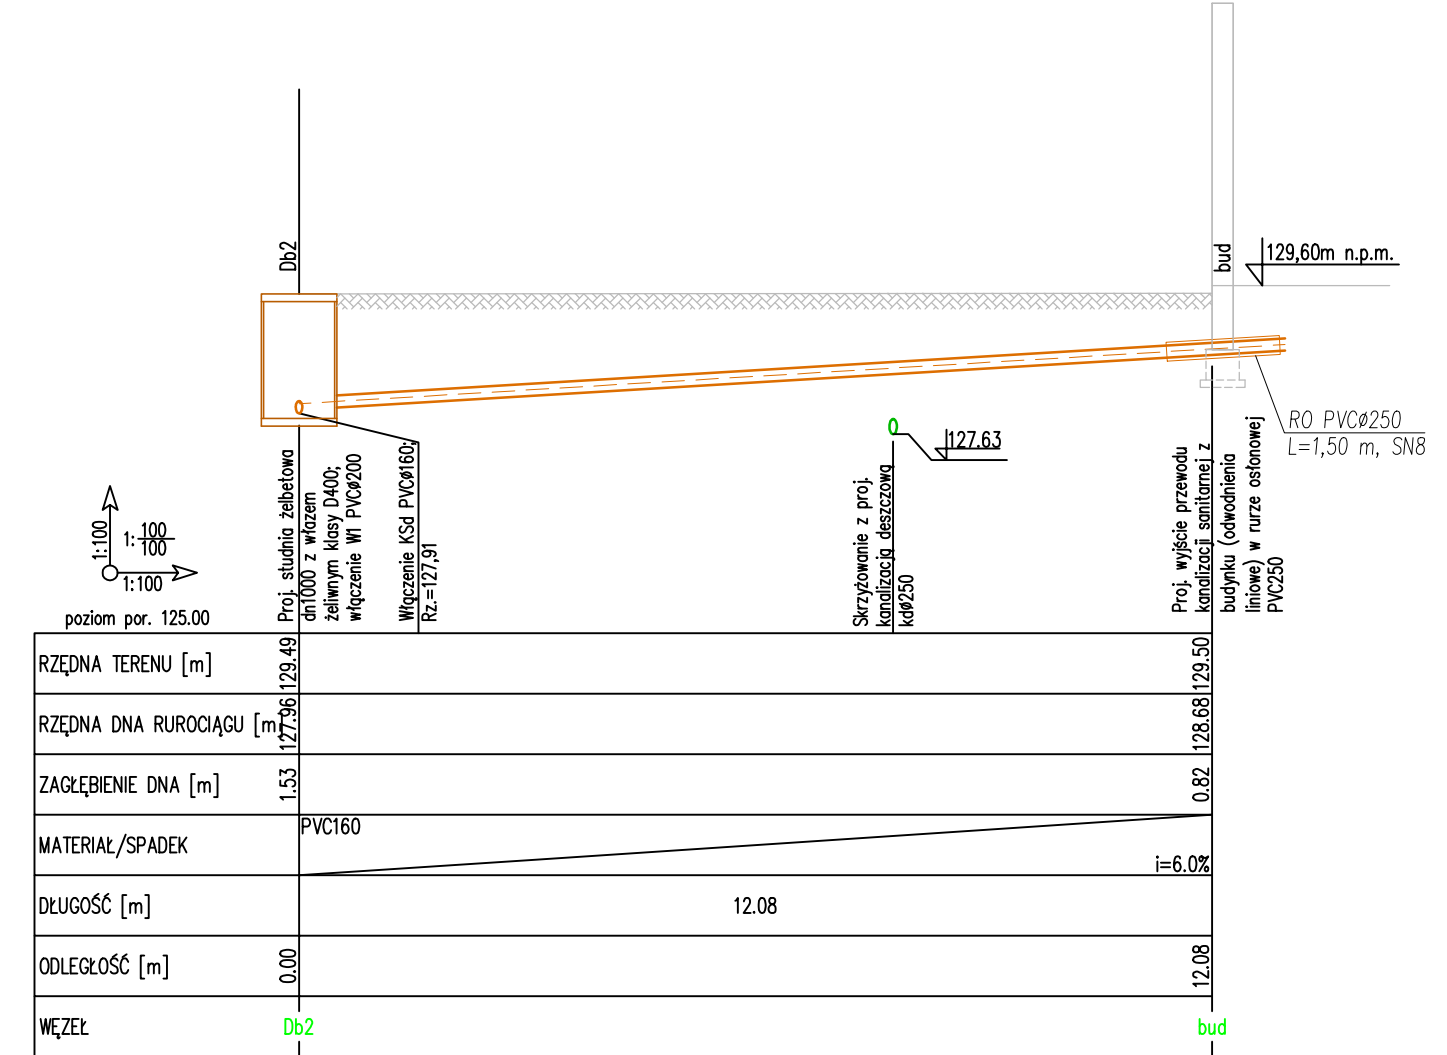 Db2
bud
129,60m n.p.m.
RO PVCø250
L=1,50 m, SN8
127.63
1:100
1: 100
100
1:100
poziom por. 125.00
Proj. studnia żelbetowa
dn1000 z włazem
żeliwnym klasy D400;
włączenie W1 PVCø200
Włączenie KSd PVCø160;
Rz.=127,91
Skrzyżowanie z proj.
kanalizacją deszczową
kdø250
Proj. wyjście przewodu
kanalizacji sanitarnej z
budynku (odwodnienia
liniowe) w rurze osłonowej
PVC250
RZĘDNA TERENU [m] 129.49 129.50
RZĘDNA DNA RUROCIĄGU [m] 127.96 128.68
ZAGŁĘBIENIE DNA [m] 1.53 0.82
MATERIAŁ/SPADEK PVC160 i=6.0%
DŁUGOŚĆ [m] 12.08
ODLEGŁOŚĆ [m] 0.00 12.08
WĘZEŁ Db2 bud